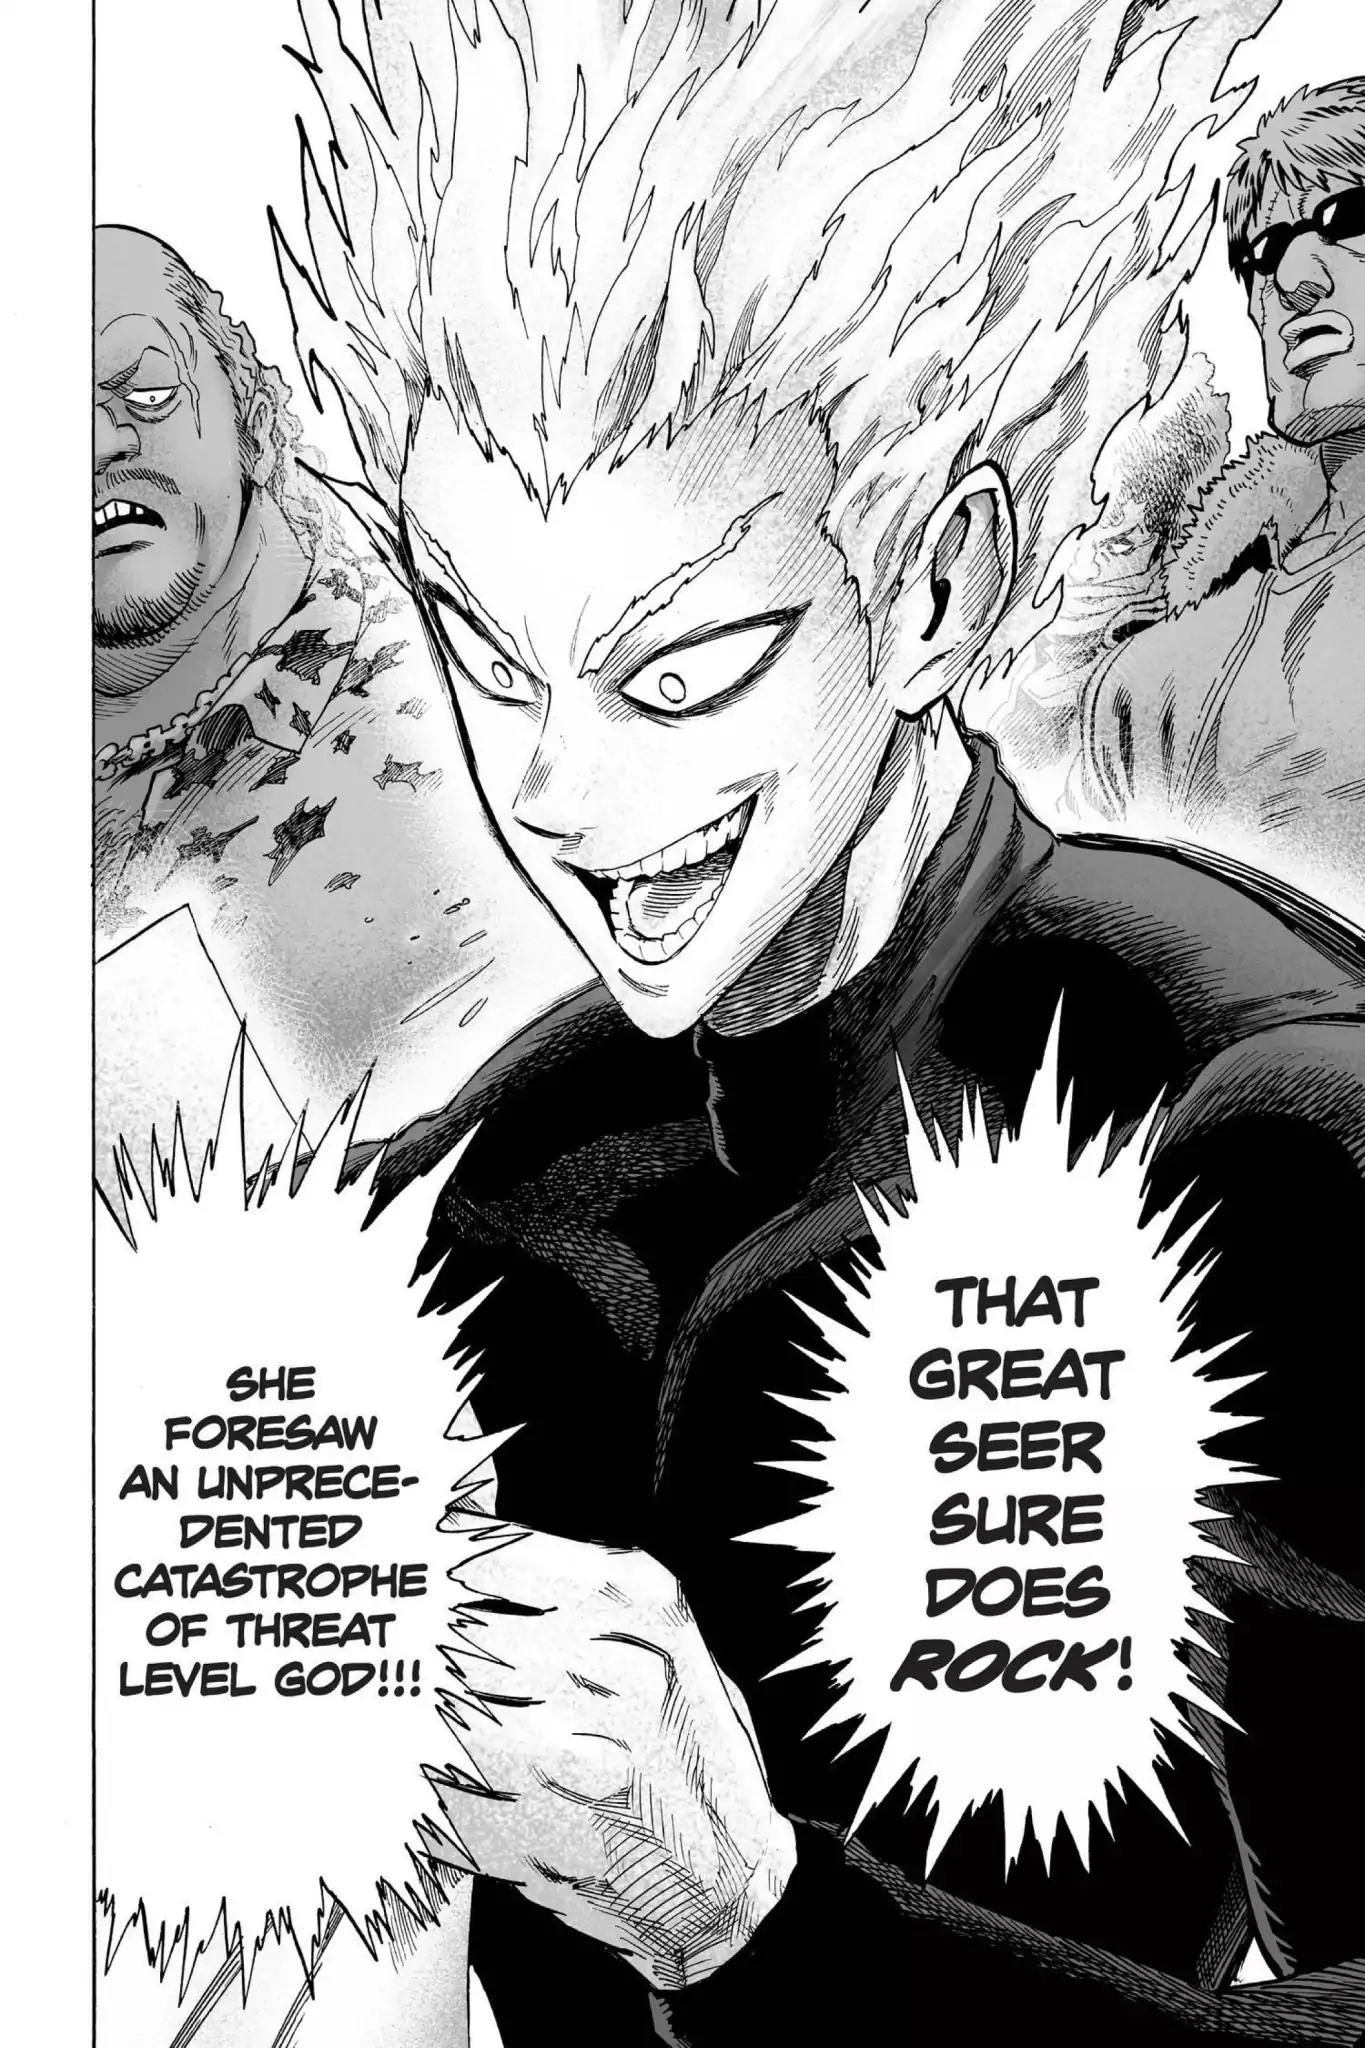 THAT
GREAT
SEER
SURE
DOES
ROCK!
SHE
FORESAW
AN UNPRECE-
DENTED
CATASTROPHE
OF THREAT
LEVEL GOD!!!